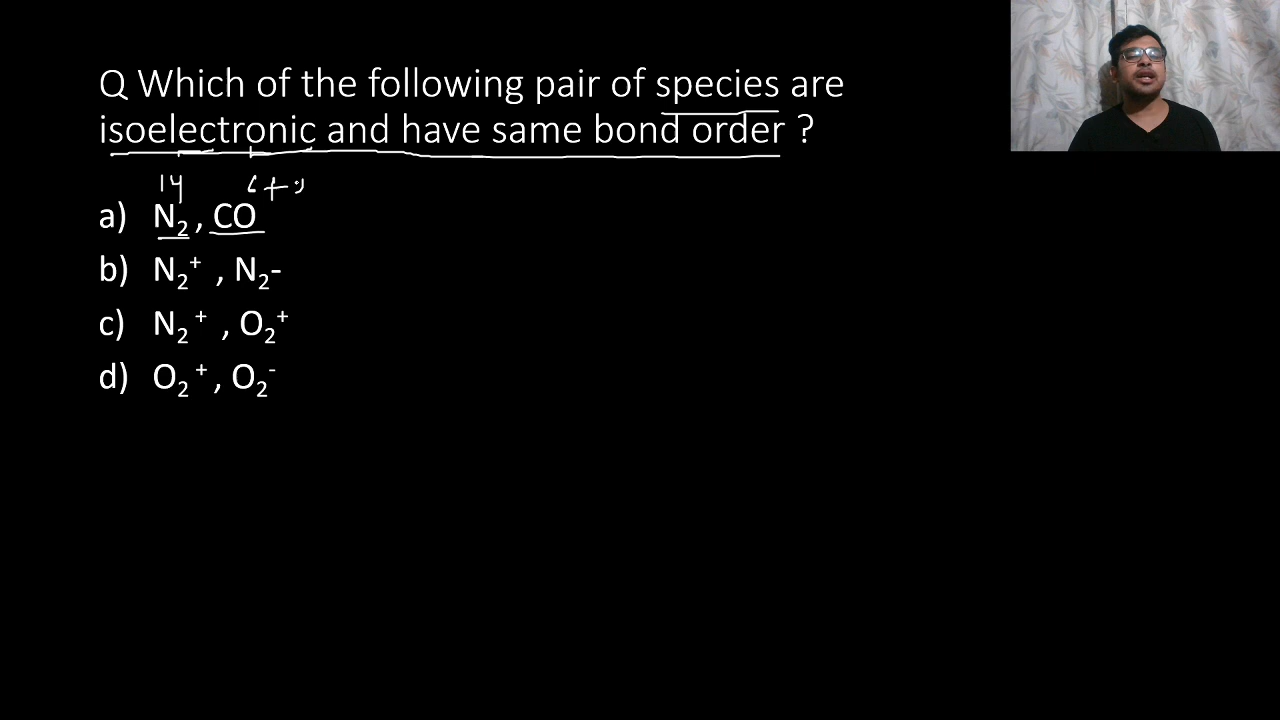 Q Which of the following pair of species are
isoelectronic and have same bond order ?
14 6+
a) N₂ , CO
b) N₂⁺ , N₂-
c) N₂⁺ , O₂⁺
d) O₂⁺ , O₂⁻